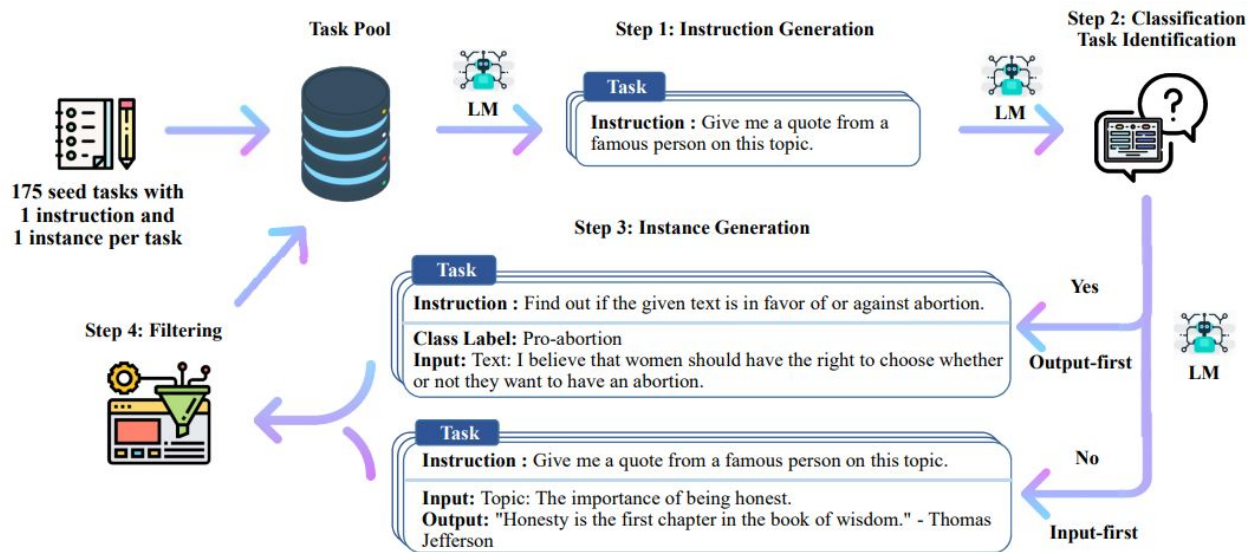 Task Pool
Step 1: Instruction Generation
Step 2: Classification
Task Identification
175 seed tasks with
1 instruction and
1 instance per task
LM
Task
Instruction : Give me a quote from a
famous person on this topic.
LM
?
Step 3: Instance Generation
Task
Instruction : Find out if the given text is in favor of or against abortion.
Class Label: Pro-abortion
Input: Text: I believe that women should have the right to choose whether
or not they want to have an abortion.
Yes
Output-first
LM
Step 4: Filtering
Task
Instruction : Give me a quote from a famous person on this topic.
Input: Topic: The importance of being honest.
Output: "Honesty is the first chapter in the book of wisdom." - Thomas
Jefferson
No
Input-first